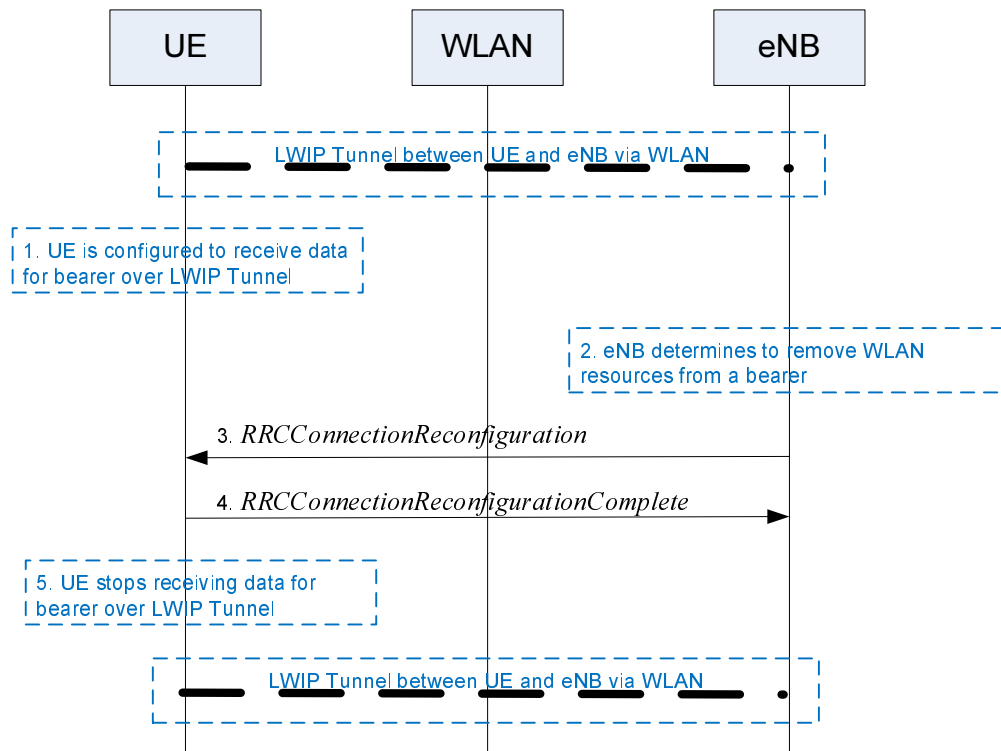 UE
WLAN
eNB
LWIP Tunnel between UE and eNB via WLAN
1. UE is configured to receive data
for bearer over LWIP Tunnel
2. eNB determines to remove WLAN
resources from a bearer
3. RRCConnectionReconfiguration
4. RRCConnectionReconfigurationComplete
5. UE stops receiving data for
bearer over LWIP Tunnel
LWIP Tunnel between UE and eNB via WLAN